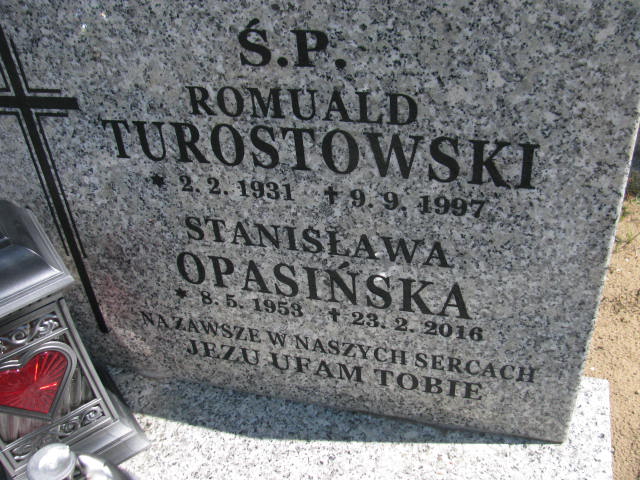 Ś.P.
ROMUALD
TUROSTOWSKI
* 2. 2. 1931 ✝ 9. 9. 1997
STANISŁAWA
OPASIŃSKA
* 8. 5. 1953 ✝ 23. 2. 2016
NA ZAWSZE W NASZYCH SERCACH
JEZU UFAM TOBIE